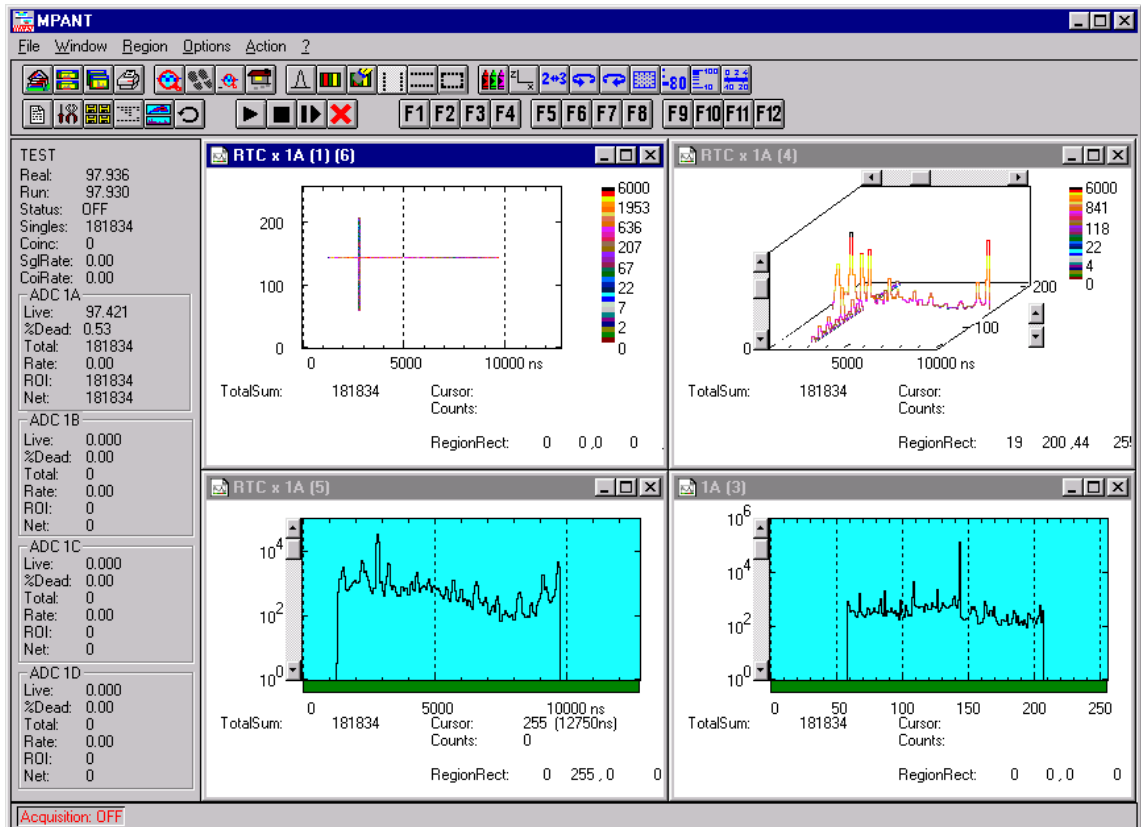 MPANT
File Window Region Options Action ?
2↔3 80 100 10 0 2 4 10 20
F1 F2 F3 F4 F5 F6 F7 F8 F9 F10 F11 F12
TEST
Real: 97.936
Run: 97.930
Status: OFF
Singles: 181834
Coinc: 0
SglRate: 0.00
CoiRate: 0.00
ADC 1A
Live: 97.421
%Dead: 0.53
Total: 181834
Rate: 0.00
ROI: 181834
Net: 181834
ADC 1B
Live: 0.000
%Dead: 0.00
Total: 0
Rate: 0.00
ROI: 0
Net: 0
ADC 1C
Live: 0.000
%Dead: 0.00
Total: 0
Rate: 0.00
ROI: 0
Net: 0
ADC 1D
Live: 0.000
%Dead: 0.00
Total: 0
Rate: 0.00
ROI: 0
Net: 0
RTC x 1A (1) (6)
200
100
0
0 5000 10000 ns
6000
1953
636
207
67
22
7
2
0
TotalSum: 181834 Cursor:
Counts:
RegionRect: 0 0 ,0 0 ,
RTC x 1A (4)
0
5000 10000 ns
100
200
6000
841
118
22
4
0
TotalSum: 181834 Cursor:
Counts:
RegionRect: 19 200 ,44 255
RTC x 1A (5)
10^4
10^2
10^0
0 5000 10000 ns
TotalSum: 181834 Cursor: 255 (12750ns)
Counts: 0
RegionRect: 0 255 , 0 0
1A (3)
10^6
10^4
10^2
10^0
0 50 100 150 200 250
TotalSum: 181834 Cursor:
Counts:
RegionRect: 0 0 , 0 0
Acquisition: OFF